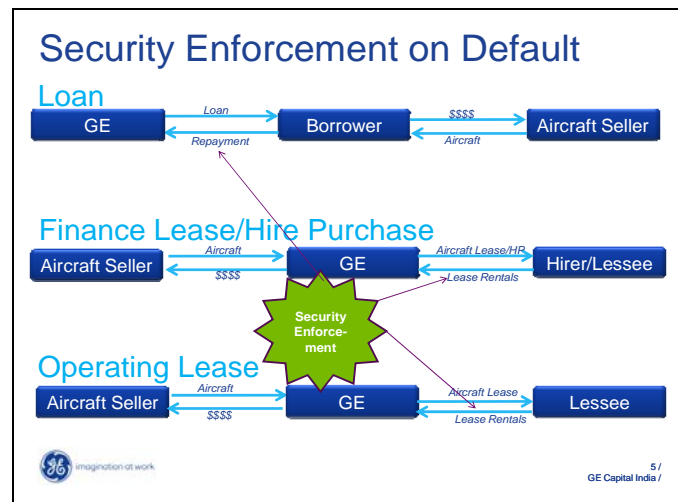 Security Enforcement on Default
Loan
GE
Loan
Repayment
Borrower
$$$$
Aircraft
Aircraft Seller
Finance Lease/Hire Purchase
Aircraft Seller
Aircraft
$$$$
GE
Aircraft Lease/HP
Lease Rentals
Hirer/Lessee
Security
Enforce-
ment
Operating Lease
Aircraft Seller
Aircraft
$$$$
GE
Aircraft Lease
Lease Rentals
Lessee
GE imagination at work
5 /
GE Capital India /